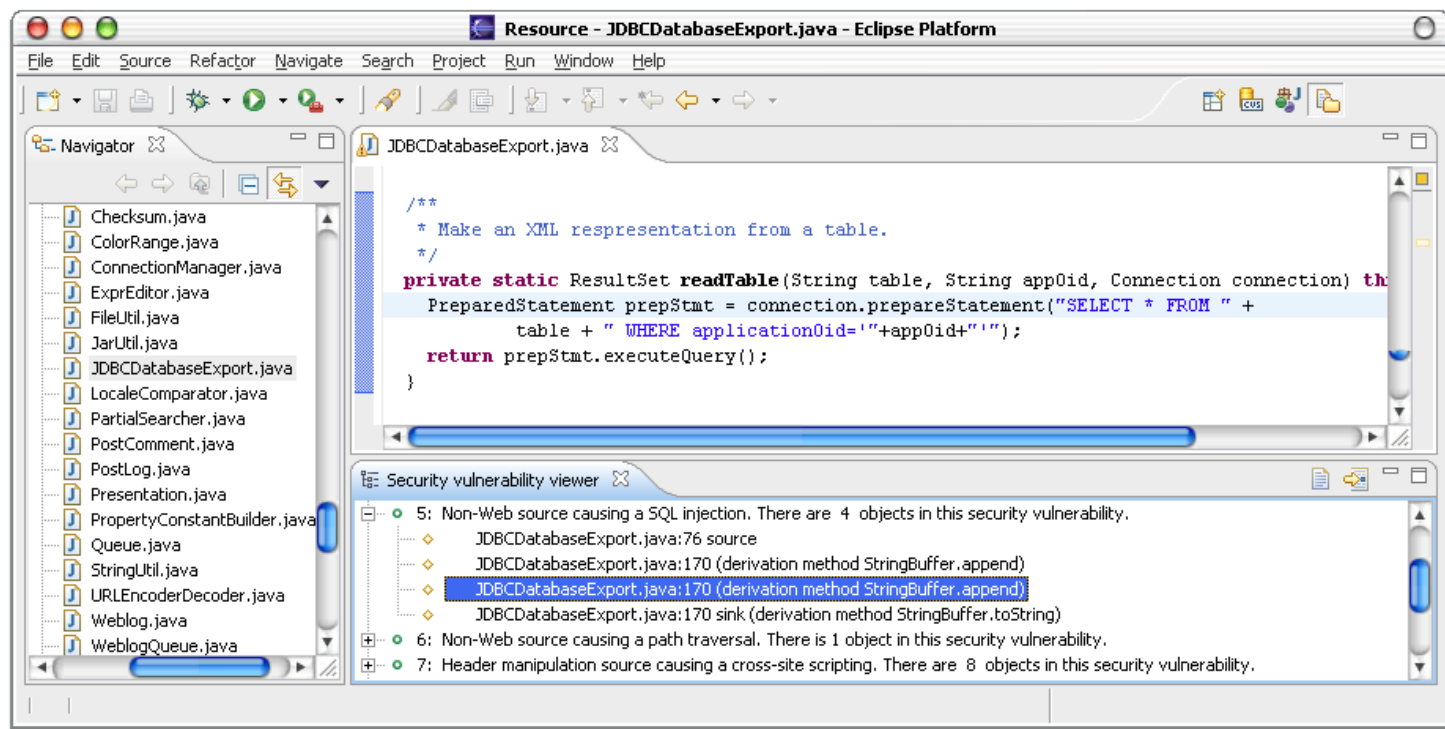 Resource - JDBCDatabaseExport.java - Eclipse Platform
File Edit Source Refactor Navigate Search Project Run Window Help
CVS
Navigator
Checksum.java
ColorRange.java
ConnectionManager.java
ExprEditor.java
FileUtil.java
JarUtil.java
JDBCDatabaseExport.java
LocaleComparator.java
PartialSearcher.java
PostComment.java
PostLog.java
Presentation.java
PropertyConstantBuilder.java
Queue.java
StringUtil.java
URLEncoderDecoder.java
Weblog.java
WeblogQueue.java
JDBCDatabaseExport.java
/**
* Make an XML respresentation from a table.
*/
private static ResultSet readTable(String table, String appOid, Connection connection) th
PreparedStatement prepStmt = connection.prepareStatement("SELECT * FROM " +
table + " WHERE applicationOid='"+appOid+"'");
return prepStmt.executeQuery();
}
Security vulnerability viewer
5: Non-Web source causing a SQL injection. There are 4 objects in this security vulnerability.
JDBCDatabaseExport.java:76 source
JDBCDatabaseExport.java:170 (derivation method StringBuffer.append)
JDBCDatabaseExport.java:170 (derivation method StringBuffer.append)
JDBCDatabaseExport.java:170 sink (derivation method StringBuffer.toString)
6: Non-Web source causing a path traversal. There is 1 object in this security vulnerability.
7: Header manipulation source causing a cross-site scripting. There are 8 objects in this security vulnerability.